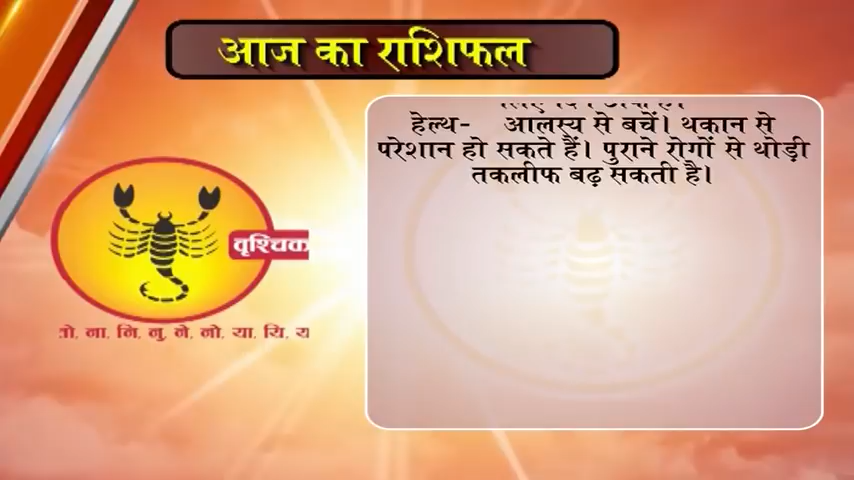 आज का राशिफल
हेल्थ- आलस्य से बचें। थकान से
परेशान हो सकते हैं। पुराने रोगों से थोड़ी
तकलीफ बढ़ सकती है।
वृश्चिक
ना, नि, नु, ने, नो, या, यि,